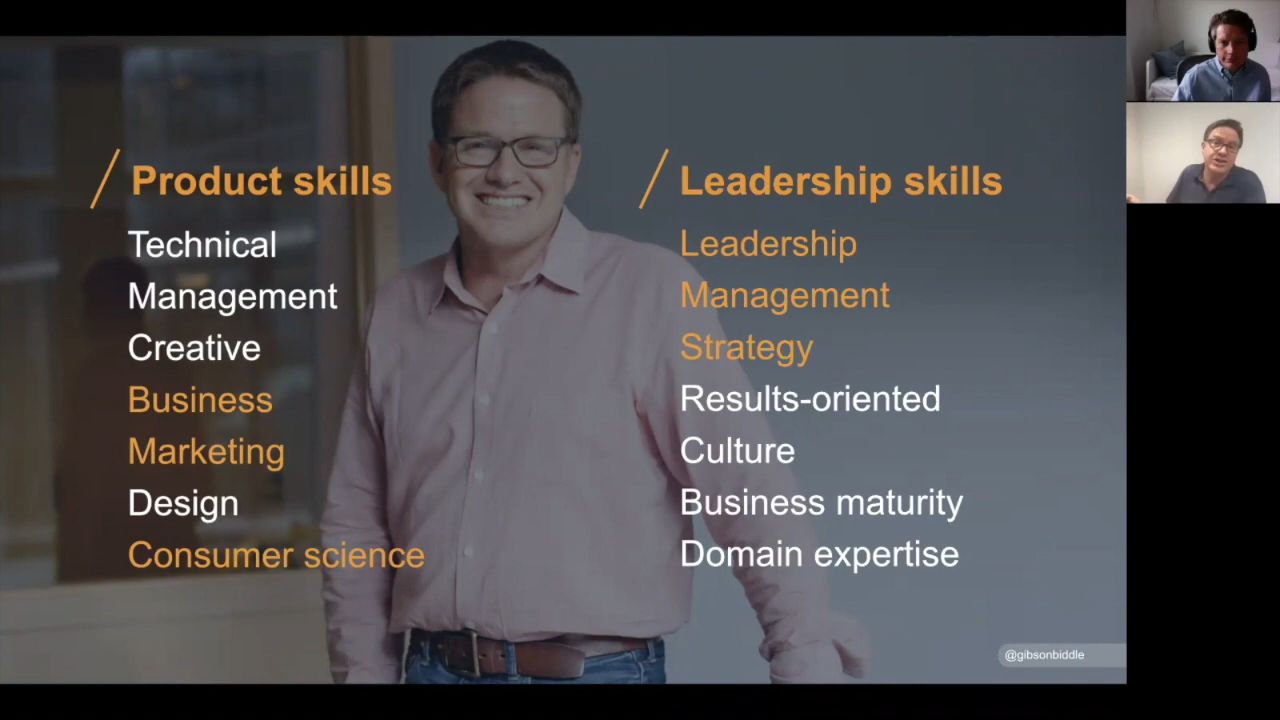 Product skills
Technical
Management
Creative
Business
Marketing
Design
Consumer science
Leadership skills
Leadership
Management
Strategy
Results-oriented
Culture
Business maturity
Domain expertise
@gibsonbiddle